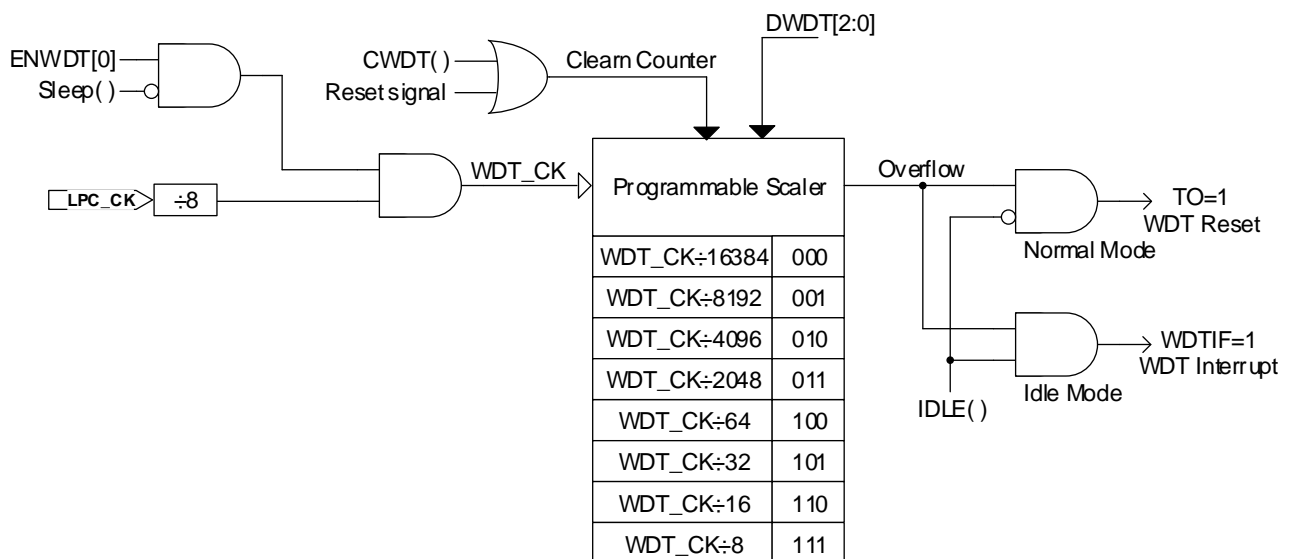 DWDT[2:0]
ENWDT[0]
Sleep( )
CWDT( )
Reset signal
Clearn Counter
LPC_CK
÷8
WDT_CK
Programmable Scaler
Overflow
TO=1
WDT Reset
Normal Mode
WDT_CK÷16384 000
WDT_CK÷8192 001
WDT_CK÷4096 010
WDT_CK÷2048 011
WDT_CK÷64 100
WDT_CK÷32 101
WDT_CK÷16 110
WDT_CK÷8 111
WDTIF=1
WDT Interrupt
Idle Mode
IDLE( )